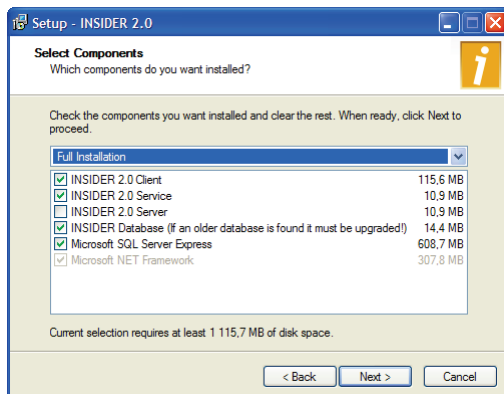 Setup - INSIDER 2.0
Select Components
Which components do you want installed?
i
Check the components you want installed and clear the rest. When ready, click Next to
proceed.
Full Installation
INSIDER 2.0 Client 115,6 MB
INSIDER 2.0 Service 10,9 MB
INSIDER 2.0 Server 10,9 MB
INSIDER Database (If an older database is found it must be upgraded!) 14,4 MB
Microsoft SQL Server Express 608,7 MB
Microsoft NET Framework 307,8 MB
Current selection requires at least 1 115,7 MB of disk space.
< Back Next > Cancel